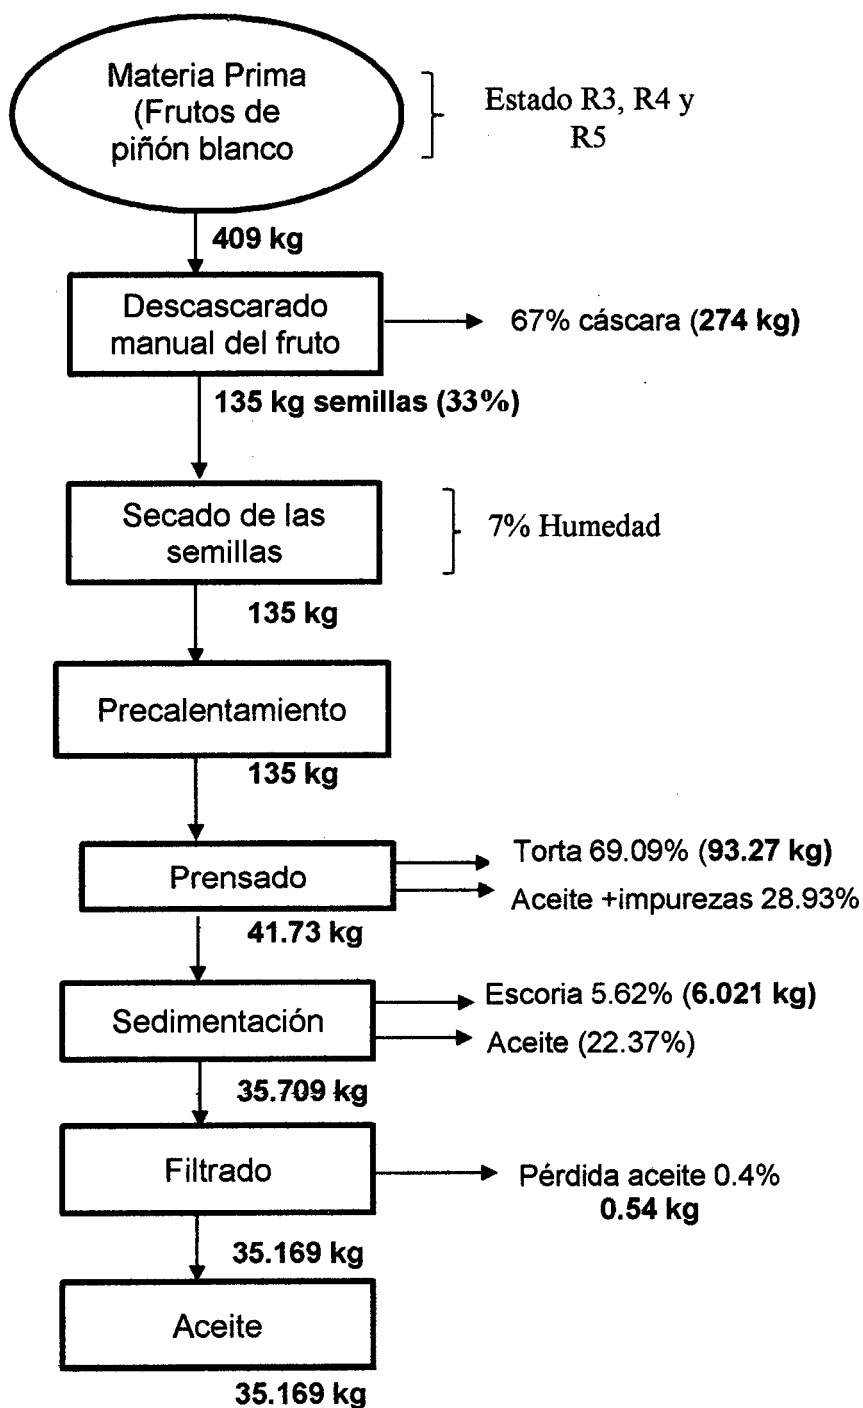 Materia Prima
(Frutos de
piñón blanco
Estado R3, R4 y
R5
409 kg
Descascarado
manual del fruto
67% cáscara (274 kg)
135 kg semillas (33%)
Secado de las
semillas
7% Humedad
135 kg
Precalentamiento
135 kg
Prensado
Torta 69.09% (93.27 kg)
Aceite +impurezas 28.93%
41.73 kg
Sedimentación
Escoria 5.62% (6.021 kg)
Aceite (22.37%)
35.709 kg
Filtrado
Pérdida aceite 0.4%
0.54 kg
35.169 kg
Aceite
35.169 kg